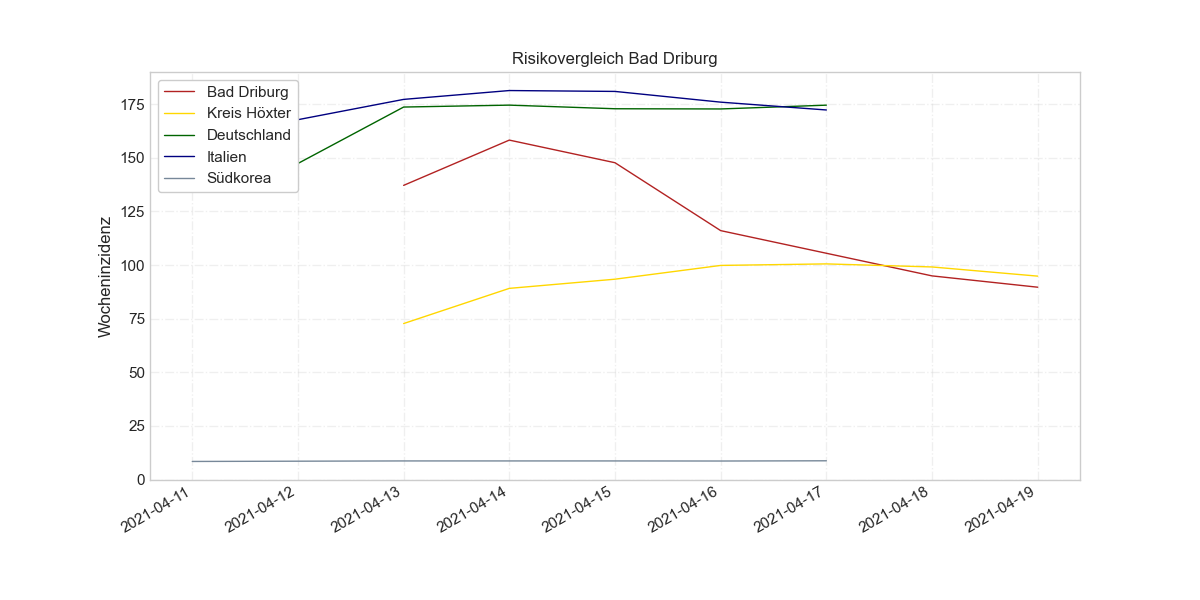 Risikovergleich Bad Driburg
Wocheninzidenz
175
150
125
100
75
50
25
0
Bad Driburg
Kreis Höxter
Deutschland
Italien
Südkorea
2021-04-11
2021-04-12
2021-04-13
2021-04-14
2021-04-15
2021-04-16
2021-04-17
2021-04-18
2021-04-19